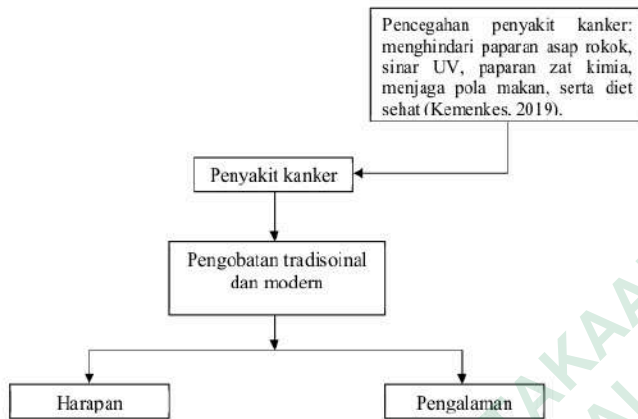 Pencegahan penyakit kanker:
menghindari paparan asap rokok,
sinar UV, paparan zat kimia,
menjaga pola makan, serta diet
sehat (Kemenkes, 2019).
Penyakit kanker
Pengobatan tradisoinal
dan modern
Harapan
Pengalaman